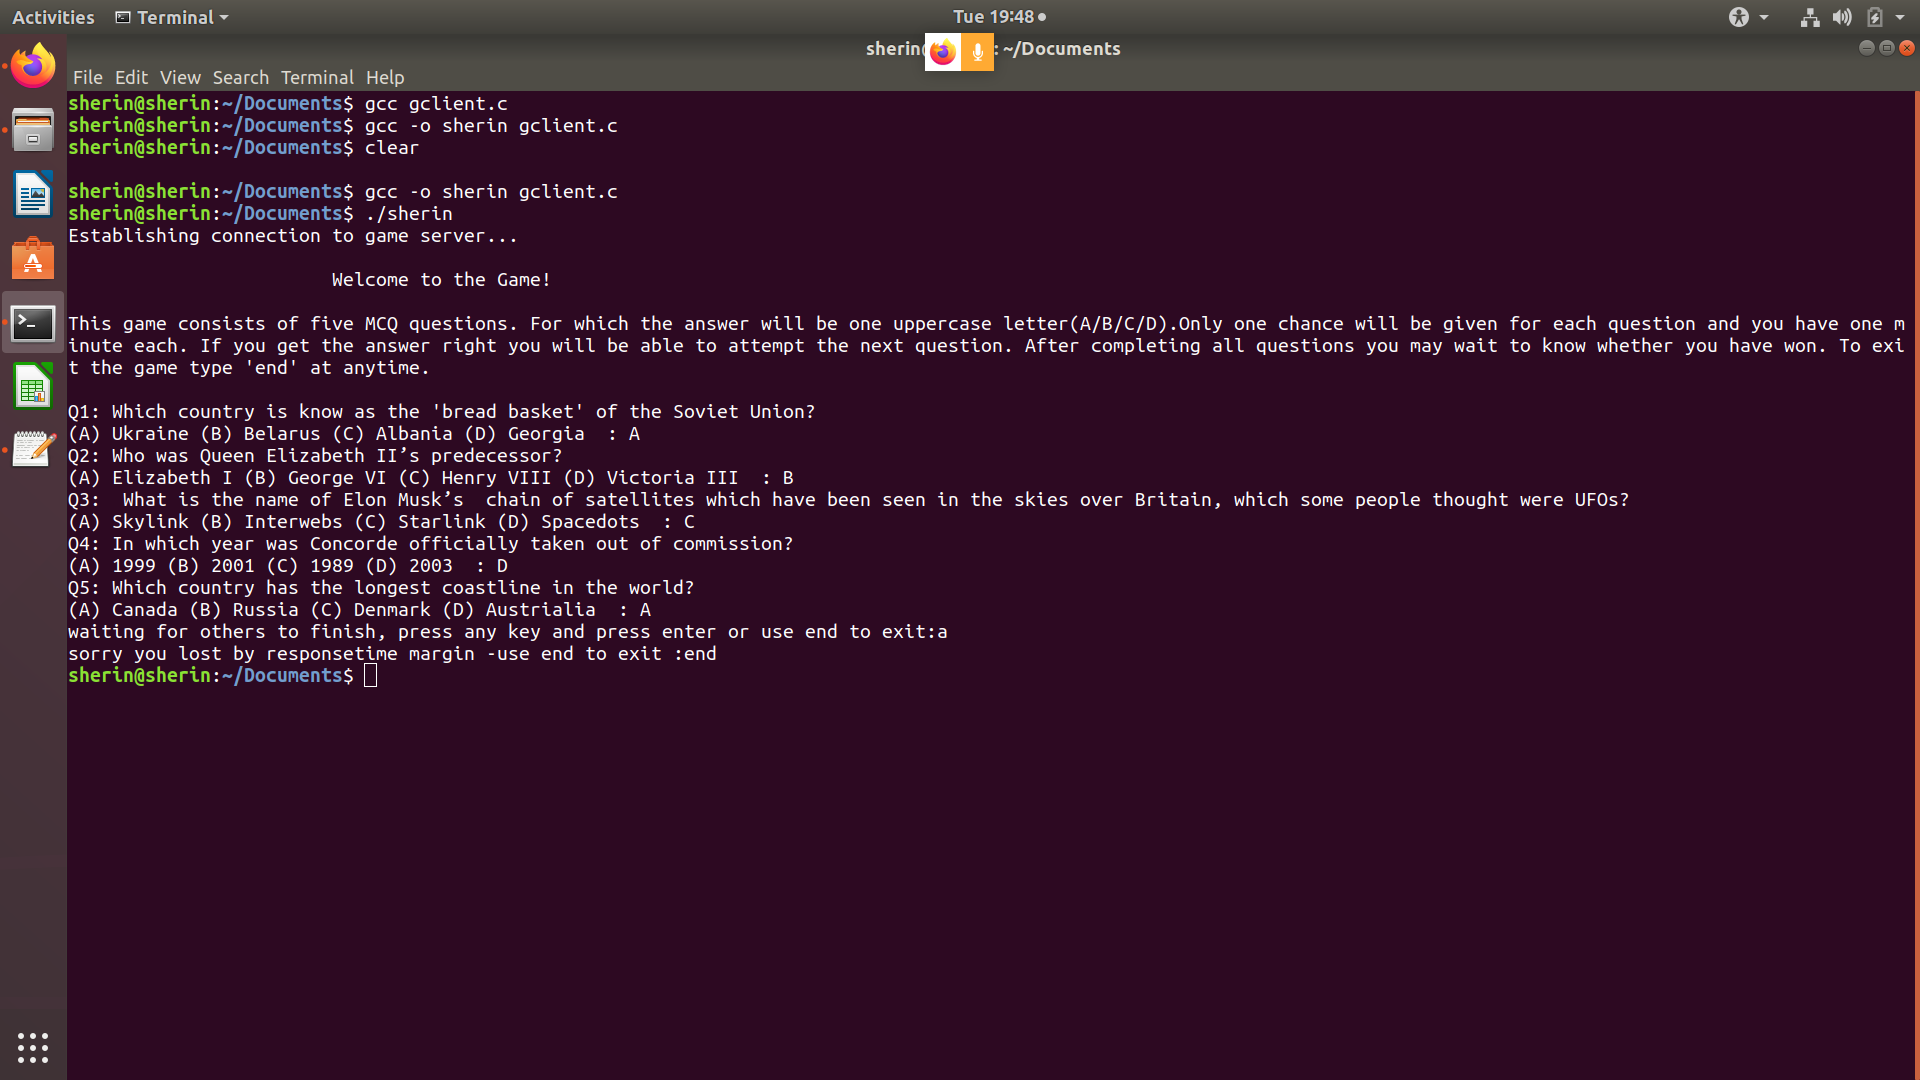 Activities Terminal Tue 19:48
sherin : ~/Documents
File Edit View Search Terminal Help
sherin@sherin:~/Documents$ gcc gclient.c
sherin@sherin:~/Documents$ gcc -o sherin gclient.c
sherin@sherin:~/Documents$ clear
sherin@sherin:~/Documents$ gcc -o sherin gclient.c
sherin@sherin:~/Documents$ ./sherin
Establishing connection to game server...
Welcome to the Game!
This game consists of five MCQ questions. For which the answer will be one uppercase letter(A/B/C/D).Only one chance will be given for each question and you have one m
inute each. If you get the answer right you will be able to attempt the next question. After completing all questions you may wait to know whether you have won. To exi
t the game type 'end' at anytime.
Q1: Which country is know as the 'bread basket' of the Soviet Union?
(A) Ukraine (B) Belarus (C) Albania (D) Georgia  : A
Q2: Who was Queen Elizabeth II’s predecessor?
(A) Elizabeth I (B) George VI (C) Henry VIII (D) Victoria III  : B
Q3:  What is the name of Elon Musk’s  chain of satellites which have been seen in the skies over Britain, which some people thought were UFOs?
(A) Skylink (B) Interwebs (C) Starlink (D) Spacedots  : C
Q4: In which year was Concorde officially taken out of commission?
(A) 1999 (B) 2001 (C) 1989 (D) 2003  : D
Q5: Which country has the longest coastline in the world?
(A) Canada (B) Russia (C) Denmark (D) Austrialia  : A
waiting for others to finish, press any key and press enter or use end to exit:a
sorry you lost by responsetime margin -use end to exit :end
sherin@sherin:~/Documents$